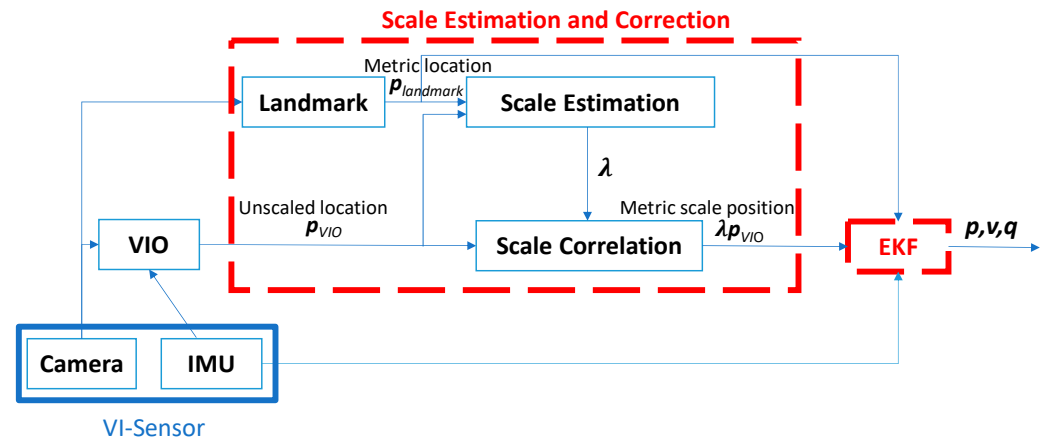 Scale Estimation and Correction
Metric location
p_landmark
Landmark
Scale Estimation
λ
Unscaled location
p_VIO
Metric scale position
λp_VIO
VIO
Scale Correlation
EKF
p,v,q
Camera
IMU
VI-Sensor